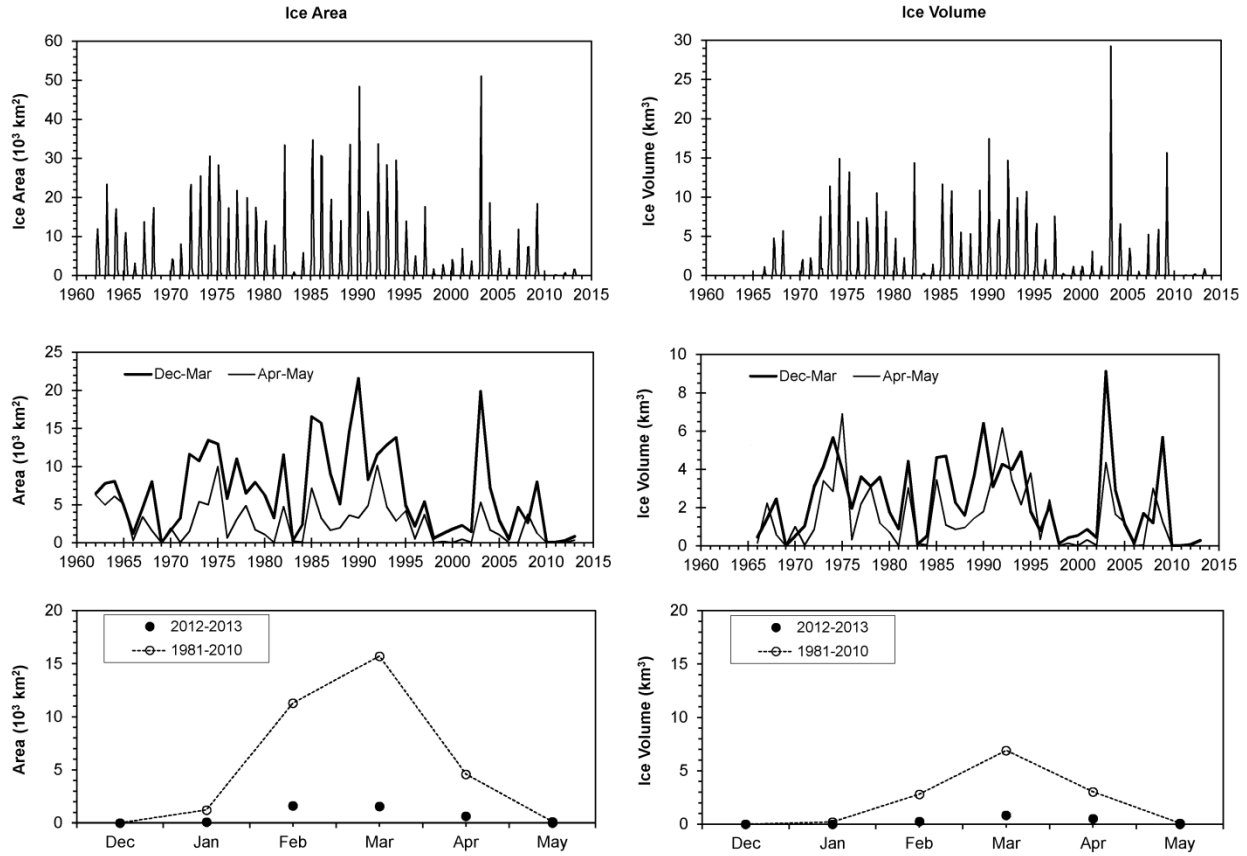 Ice Area
Ice Area (10³ km²)
60
50
40
30
20
10
0
1960 1965 1970 1975 1980 1985 1990 1995 2000 2005 2010 2015
Ice Volume
Ice Volume (km³)
30
25
20
15
10
5
0
1960 1965 1970 1975 1980 1985 1990 1995 2000 2005 2010 2015
Area (10³ km²)
25
20
15
10
5
0
Dec-Mar Apr-May
1960 1965 1970 1975 1980 1985 1990 1995 2000 2005 2010 2015
Ice Volume (km³)
10
8
6
4
2
0
Dec-Mar Apr-May
1960 1965 1970 1975 1980 1985 1990 1995 2000 2005 2010 2015
Area (10³ km²)
20
15
10
5
0
2012-2013
1981-2010
Dec Jan Feb Mar Apr May
Ice Volume (km³)
20
15
10
5
0
2012-2013
1981-2010
Dec Jan Feb Mar Apr May